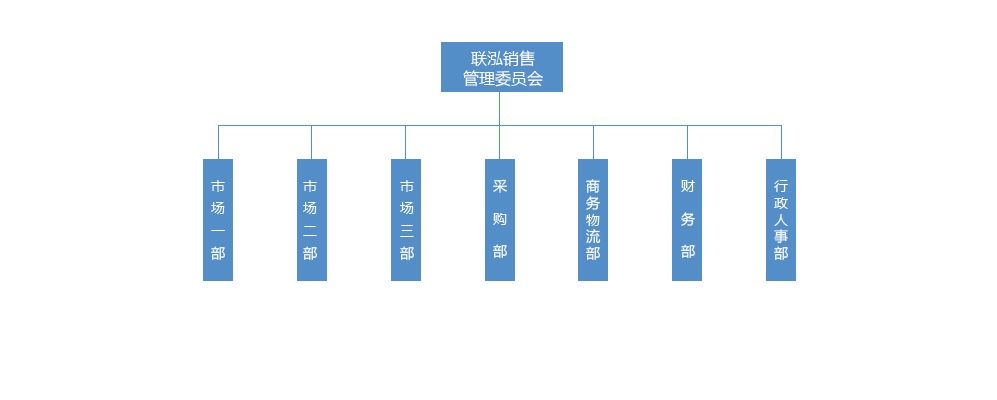 联泓销售
管理委员会
市场一部
市场二部
市场三部
采购部
商务物流部
财务部
行政人事部